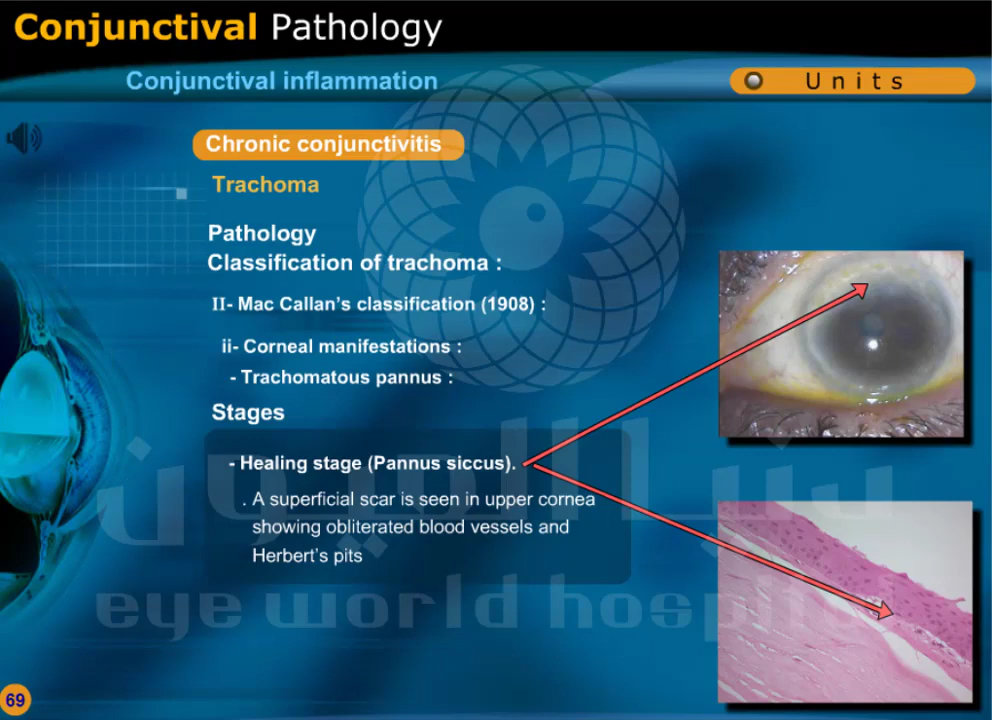 Conjunctival Pathology
Conjunctival inflammation
Units
Chronic conjunctivitis
Trachoma
Pathology
Classification of trachoma :
II- Mac Callan's classification (1908) :
ii- Corneal manifestations :
- Trachomatous pannus :
Stages
- Healing stage (Pannus siccus).
. A superficial scar is seen in upper cornea
showing obliterated blood vessels and
Herbert's pits
eye world hospital
69